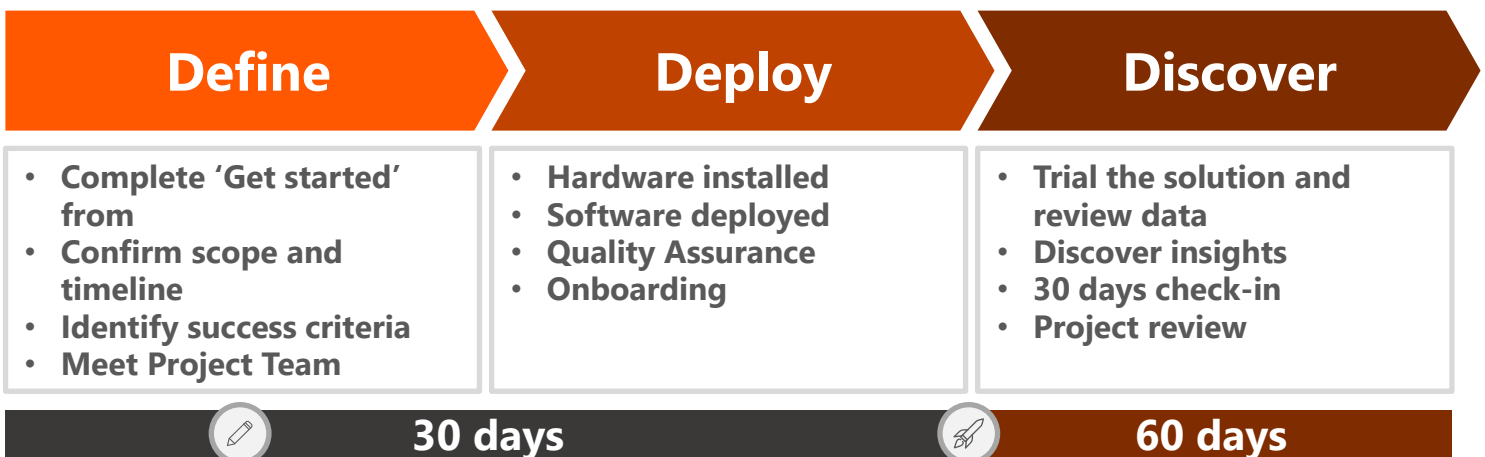 Define
Deploy
Discover
• Complete ‘Get started’
from
• Confirm scope and
timeline
• Identify success criteria
• Meet Project Team
• Hardware installed
• Software deployed
• Quality Assurance
• Onboarding
• Trial the solution and
review data
• Discover insights
• 30 days check-in
• Project review
30 days
60 days